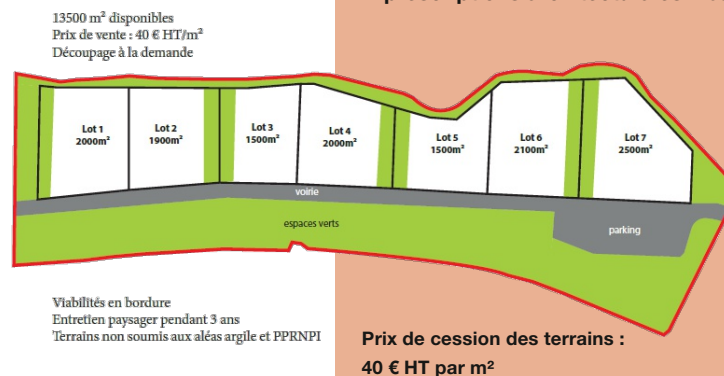 13500 m² disponibles
Prix de vente : 40 € HT/m²
Découpage à la demande
Lot 1
2000m²
Lot 2
1900m²
Lot 3
1500m²
Lot 4
2000m²
Lot 5
1500m²
Lot 6
2100m²
Lot 7
2500m²
voirie
espaces verts
parking
Viabilités en bordure
Entretien paysager pendant 3 ans
Terrains non soumis aux aléas argile et PPRNPI
Prix de cession des terrains :
40 € HT par m²